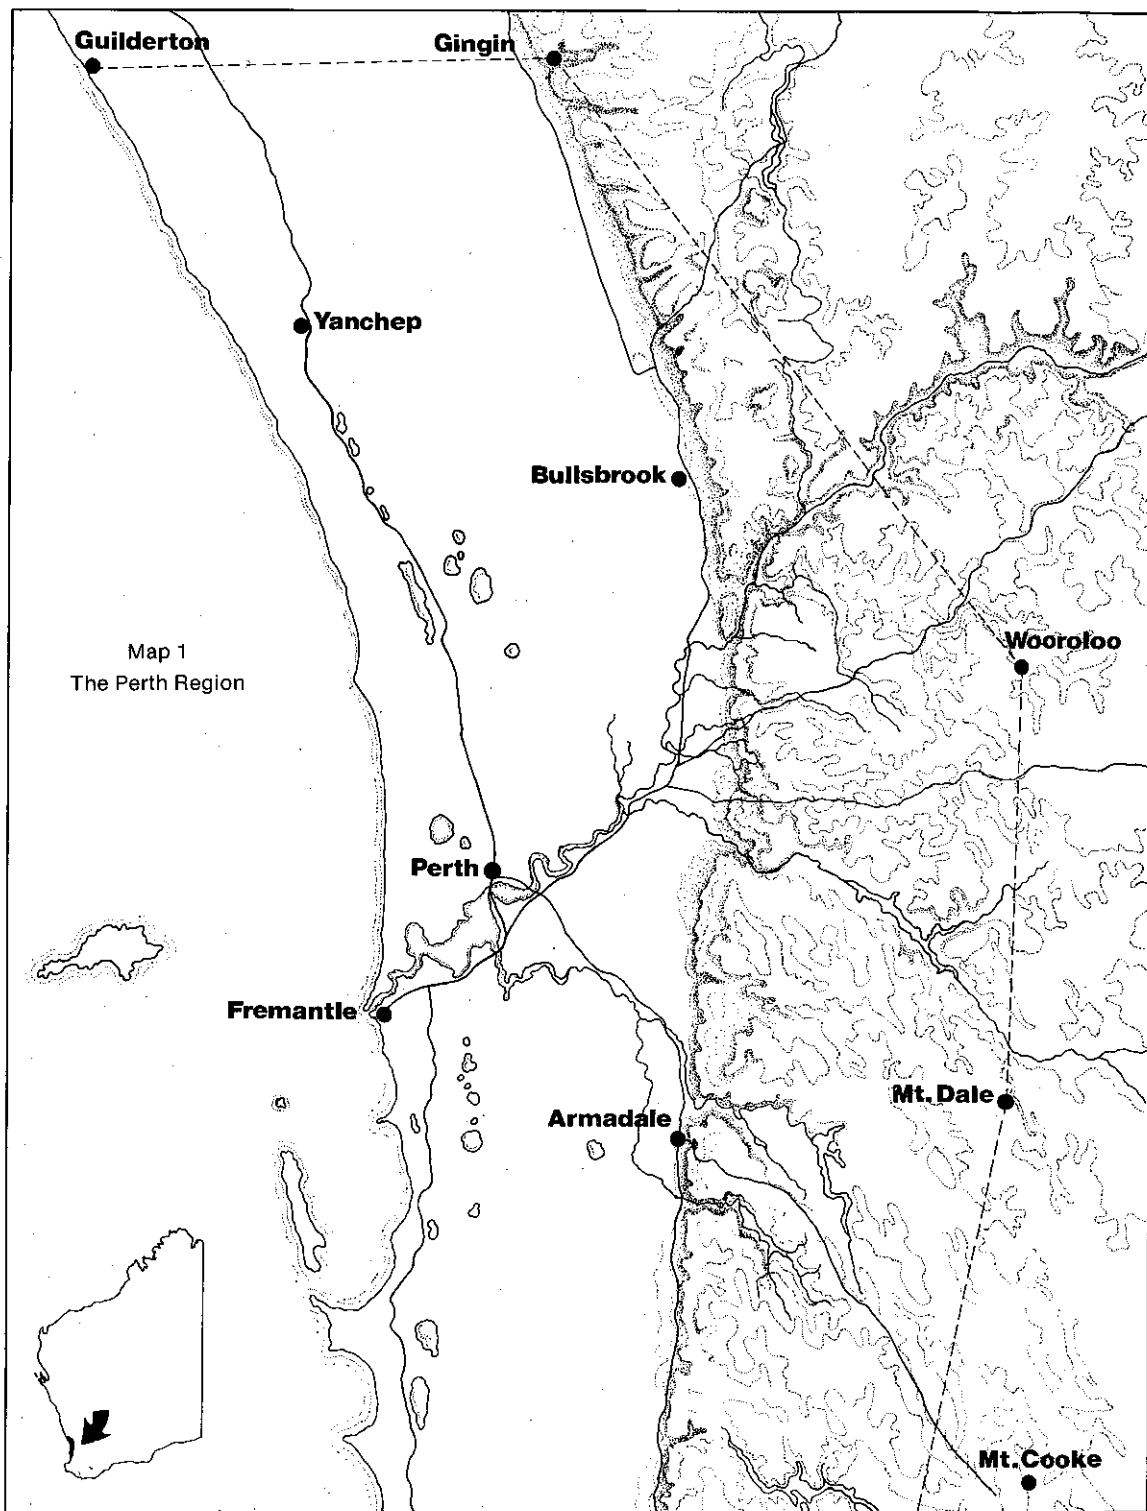 Guilderton
Gingin
Yanchep
Bullsbrook
Wooroloo
Map 1
The Perth Region
Perth
Fremantle
Mt. Dale
Armadale
Mt. Cooke